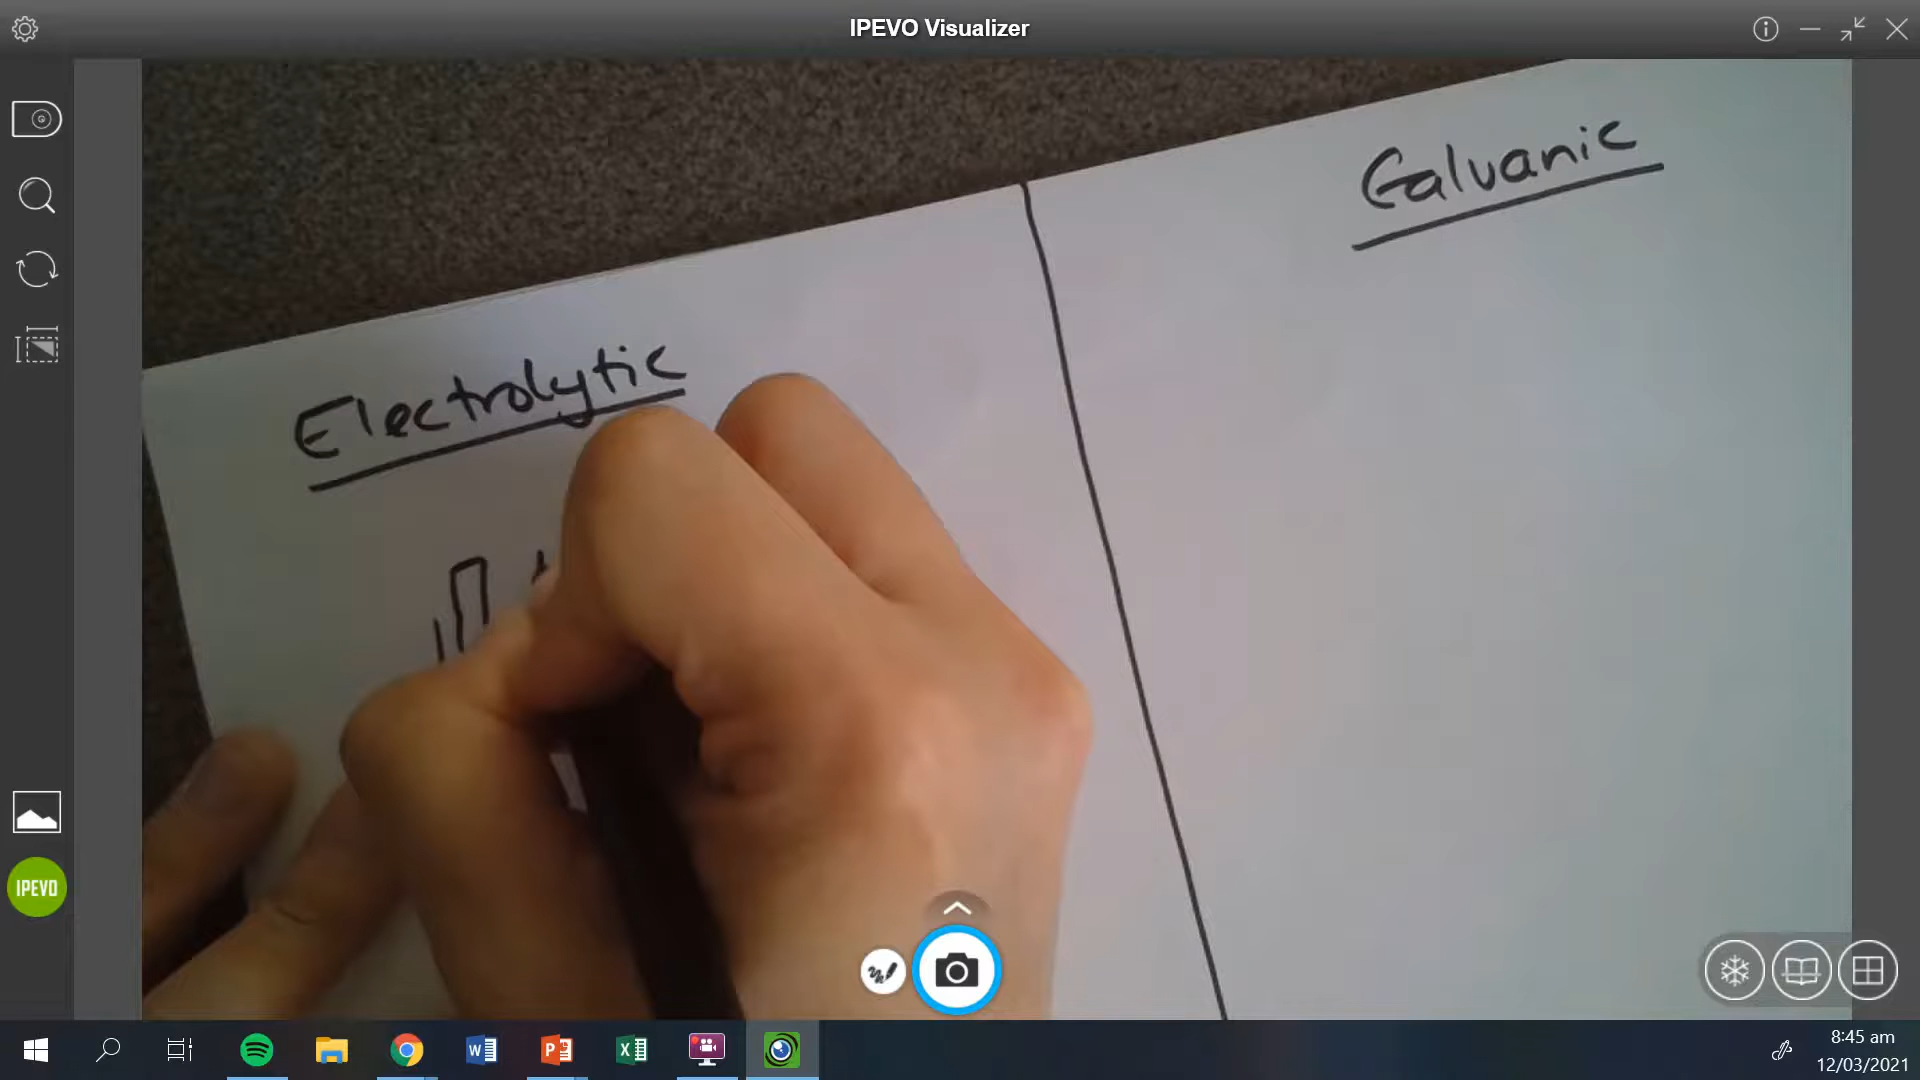 IPEVO Visualizer
Galvanic
Electrolytic
IPEVO
8:45 am
12/03/2021